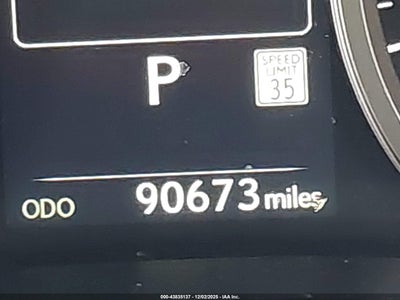 P
SPEED
LIMIT
35
ODO 90673 miles
000-43835137 - 12/02/2025 - IAA Inc.